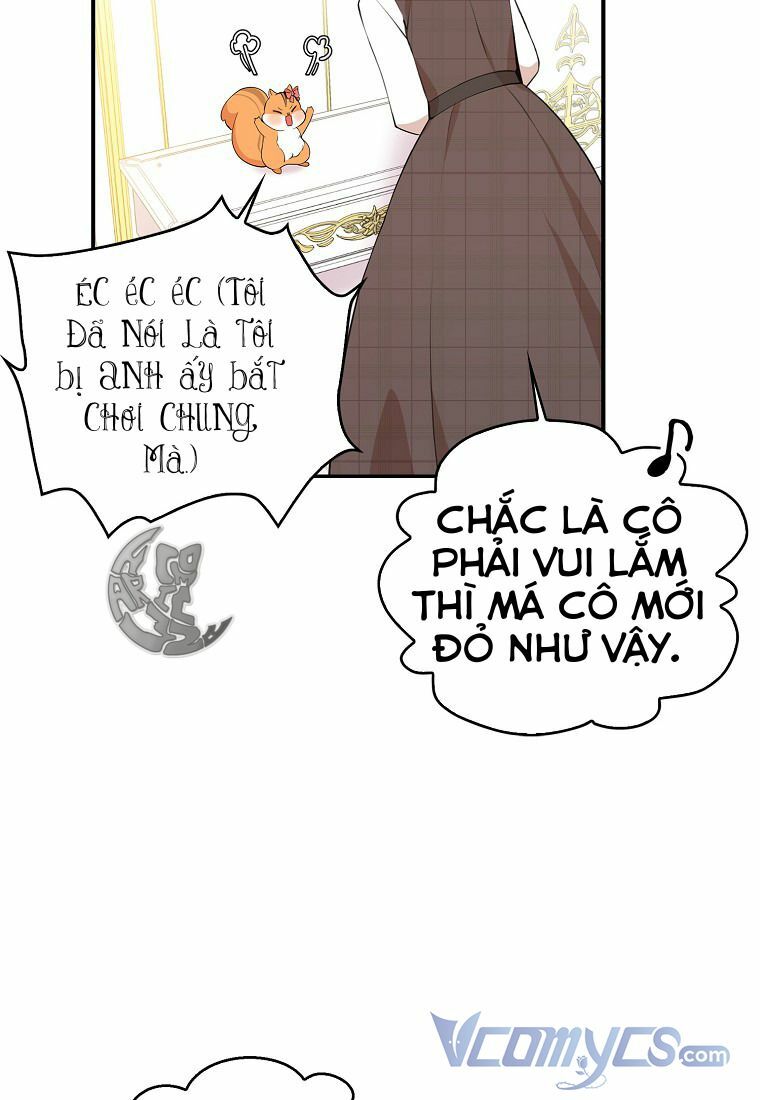 éc éc éc (Tôi
Đã Nói Là Tôi
bị anh ấy bắt
chơi chung,
Mà.)
CHẮC LÀ CÔ
PHẢI VUI LẮM
THÌ MÁ CÔ MỚI
ĐỎ NHƯ VẬY.
Vcomycs.com